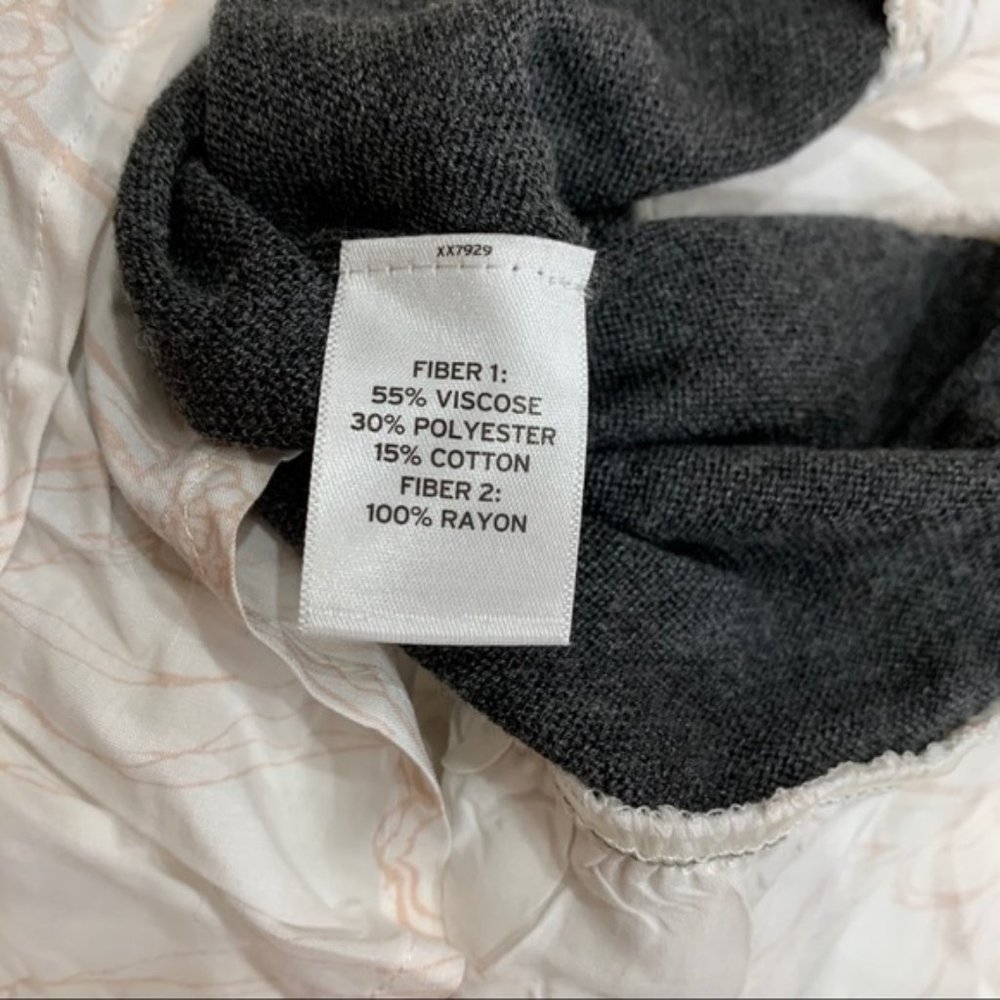 XX7929
FIBER 1:
55% VISCOSE
30% POLYESTER
15% COTTON
FIBER 2:
100% RAYON